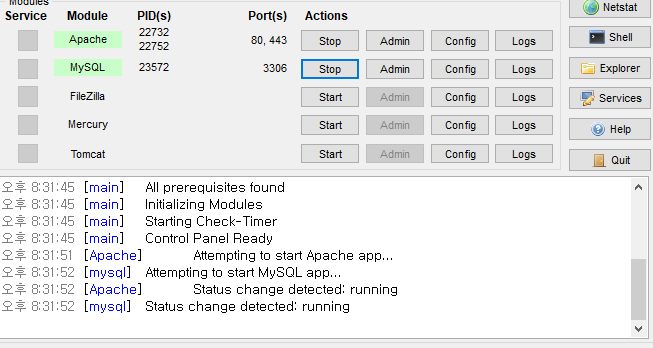 Modules
Service Module PID(s) Port(s) Actions
Netstat
Apache 22732 22752 80, 443 Stop Admin Config Logs
Shell
MySQL 23572 3306 Stop Admin Config Logs
Explorer
FileZilla Start Admin Config Logs
Services
Mercury Start Admin Config Logs
Help
Tomcat Start Admin Config Logs
Quit
오후 8:31:45 [main] All prerequisites found
오후 8:31:45 [main] Initializing Modules
오후 8:31:45 [main] Starting Check-Timer
오후 8:31:45 [main] Control Panel Ready
오후 8:31:51 [Apache] Attempting to start Apache app...
오후 8:31:52 [mysql] Attempting to start MySQL app...
오후 8:31:52 [Apache] Status change detected: running
오후 8:31:52 [mysql] Status change detected: running